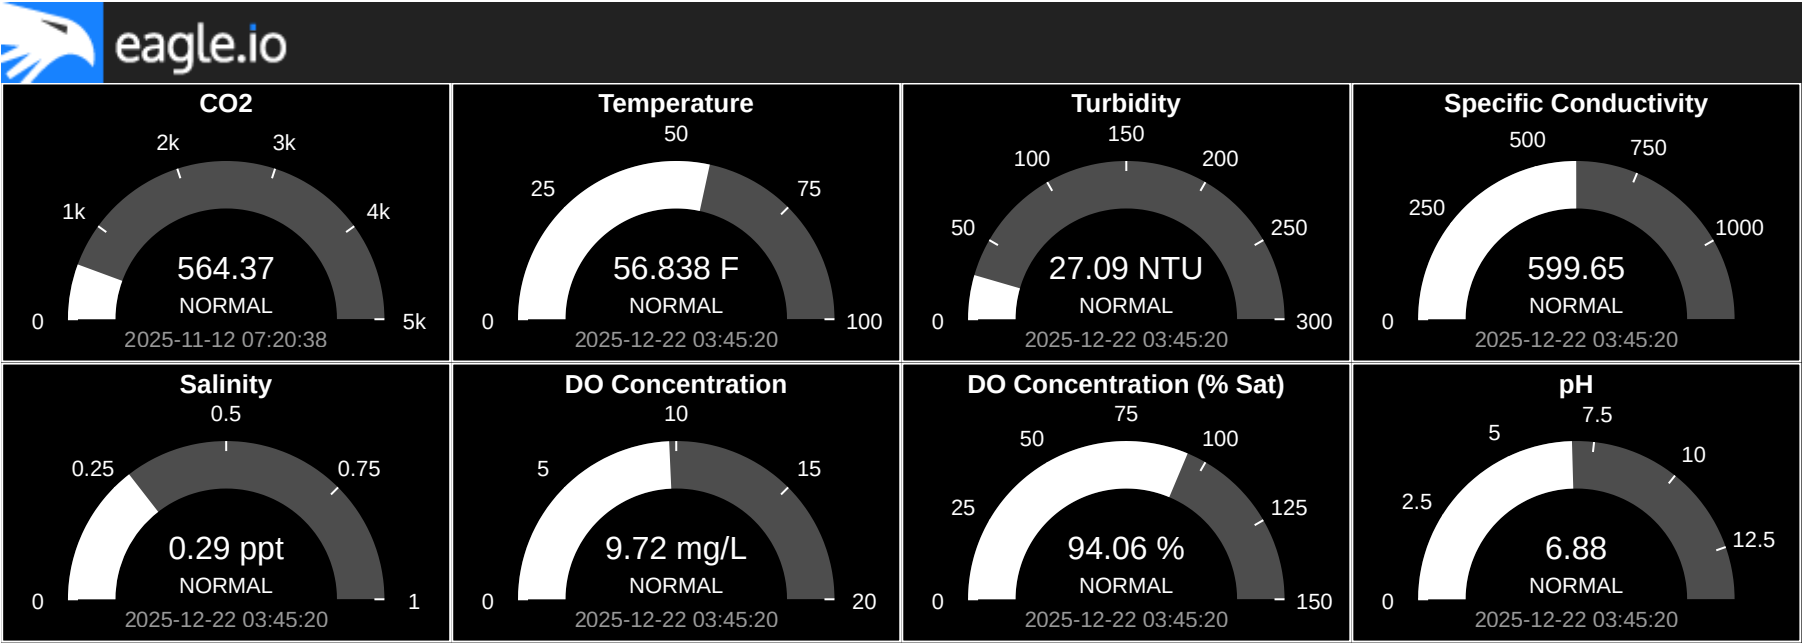 eagle.io
CO2
0
1k
2k
3k
4k
5k
564.37
NORMAL
2025-11-12 07:20:38
Temperature
0
25
50
75
100
56.838 F
NORMAL
2025-12-22 03:45:20
Turbidity
0
50
100
150
200
250
300
27.09 NTU
NORMAL
2025-12-22 03:45:20
Specific Conductivity
0
250
500
750
1000
599.65
NORMAL
2025-12-22 03:45:20
Salinity
0
0.25
0.5
0.75
1
0.29 ppt
NORMAL
2025-12-22 03:45:20
DO Concentration
0
5
10
15
20
9.72 mg/L
NORMAL
2025-12-22 03:45:20
DO Concentration (% Sat)
0
25
50
75
100
125
150
94.06 %
NORMAL
2025-12-22 03:45:20
pH
0
2.5
5
7.5
10
12.5
6.88
NORMAL
2025-12-22 03:45:20